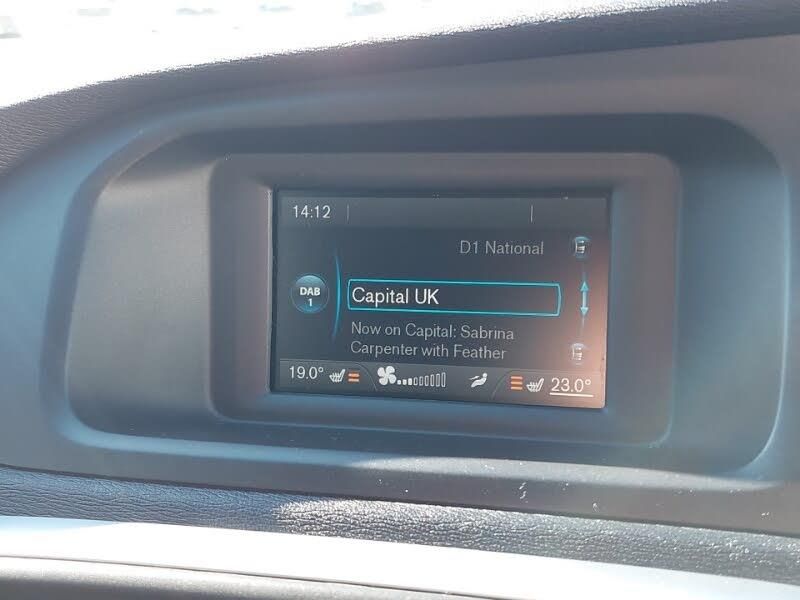 14:12
D1 National
DAB
1
Capital UK
Now on Capital: Sabrina
Carpenter with Feather
19.0° 23.0°